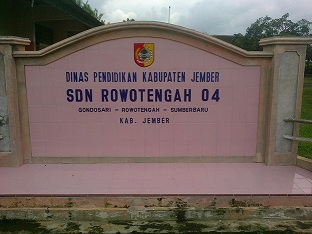 DINAS PENDIDIKAN KABUPATEN JEMBER
SDN ROWOTENGAH 04
GONDOSARI - ROWOTENGAH - SUMBERBARU
KAB. JEMBER